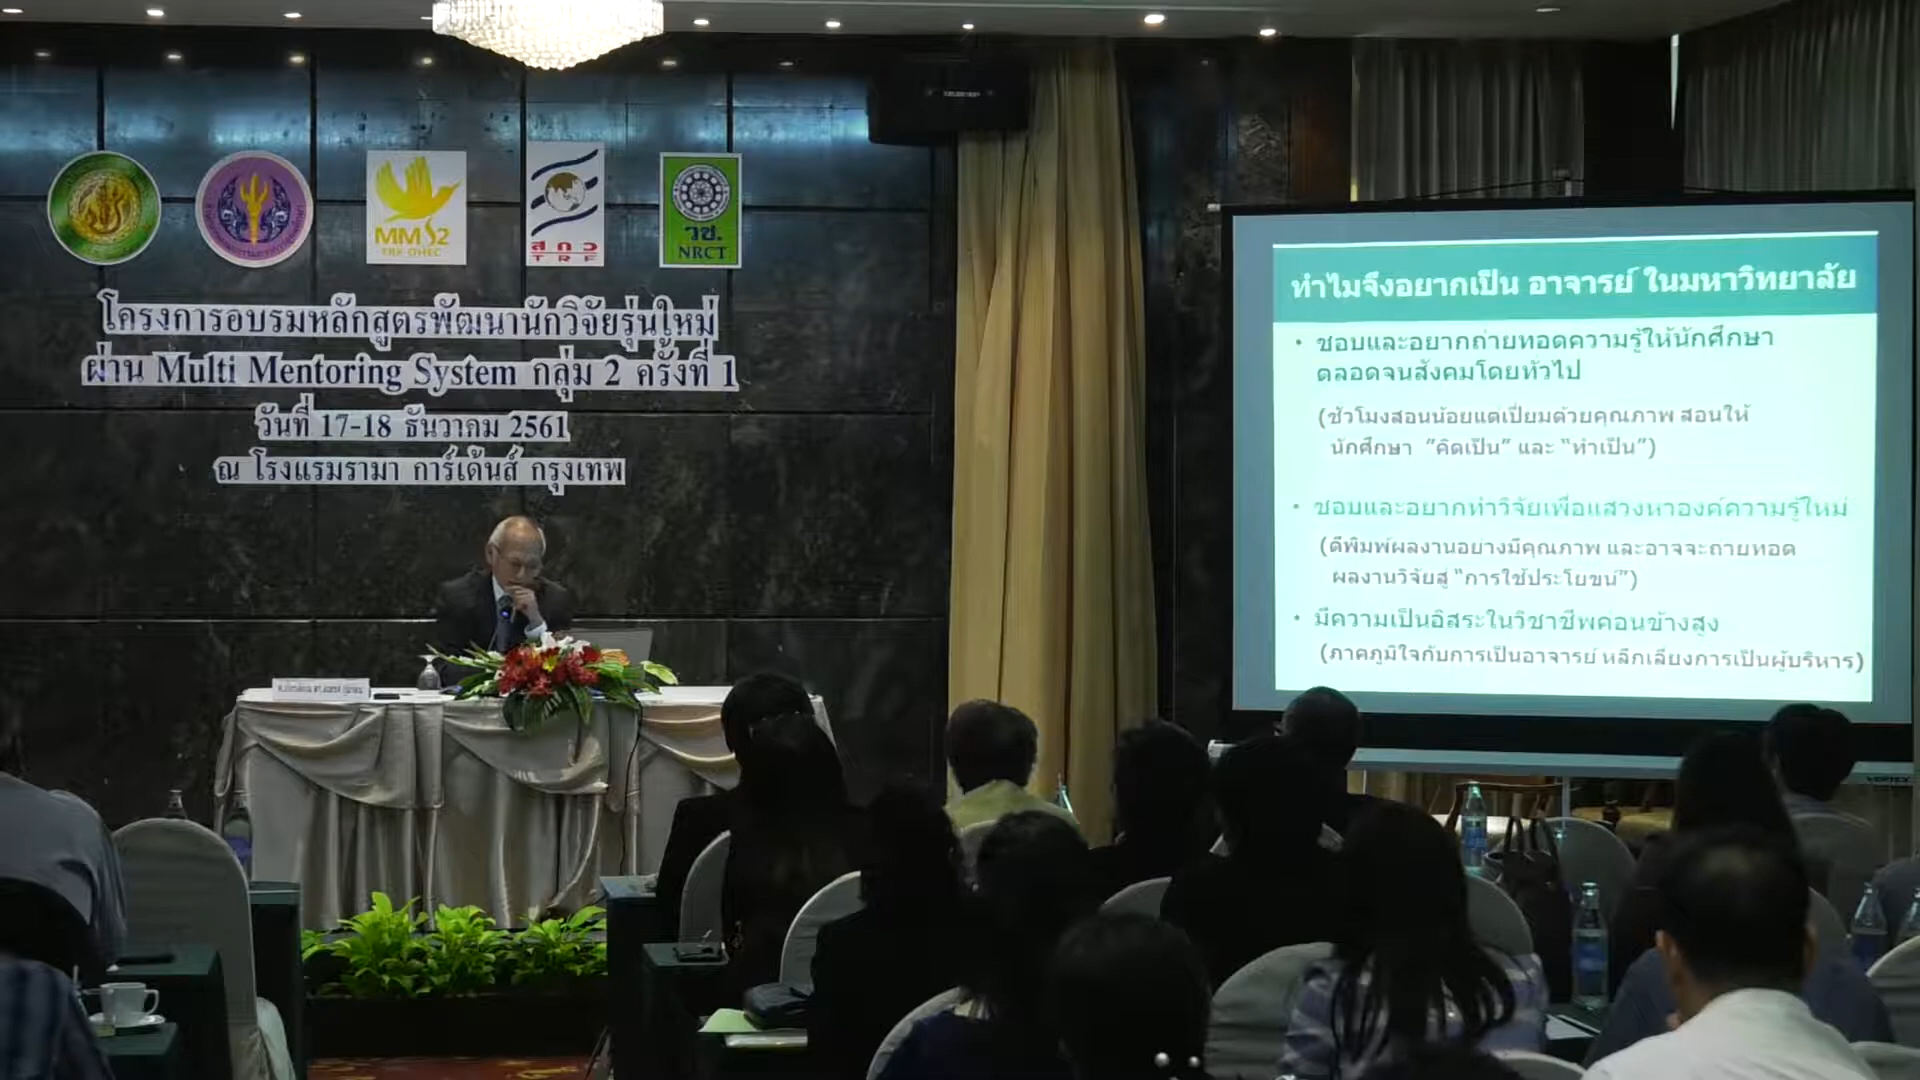 MMS2
TRF OHEC
สกว
TRF
วช.
NRCT
โครงการอบรมหลักสูตรพัฒนานักวิจัยรุ่นใหม่
ผ่าน Multi Mentoring System กลุ่ม 2 ครั้งที่ 1
วันที่ 17-18 ธันวาคม 2561
ณ โรงแรมรามา การ์เด้นส์ กรุงเทพ
ทำไมจึงอยากเป็น อาจารย์ ในมหาวิทยาลัย
• ชอบและอยากถ่ายทอดความรู้ให้นักศึกษา
ตลอดจนสังคมโดยทั่วไป
(ชั่วโมงสอนน้อยแต่เปี่ยมด้วยคุณภาพ สอนให้
นักศึกษา "คิดเป็น" และ "ทำเป็น")
• ชอบและอยากทำวิจัยเพื่อแสวงหาองค์ความรู้ใหม่
(ตีพิมพ์ผลงานอย่างมีคุณภาพ และอาจจะถ่ายทอด
ผลงานวิจัยสู่ "การใช้ประโยชน์")
• มีความเป็นอิสระในวิชาชีพค่อนข้างสูง
(ภาคภูมิใจกับการเป็นอาจารย์ หลีกเลี่ยงการเป็นผู้บริหาร)
VERTEX